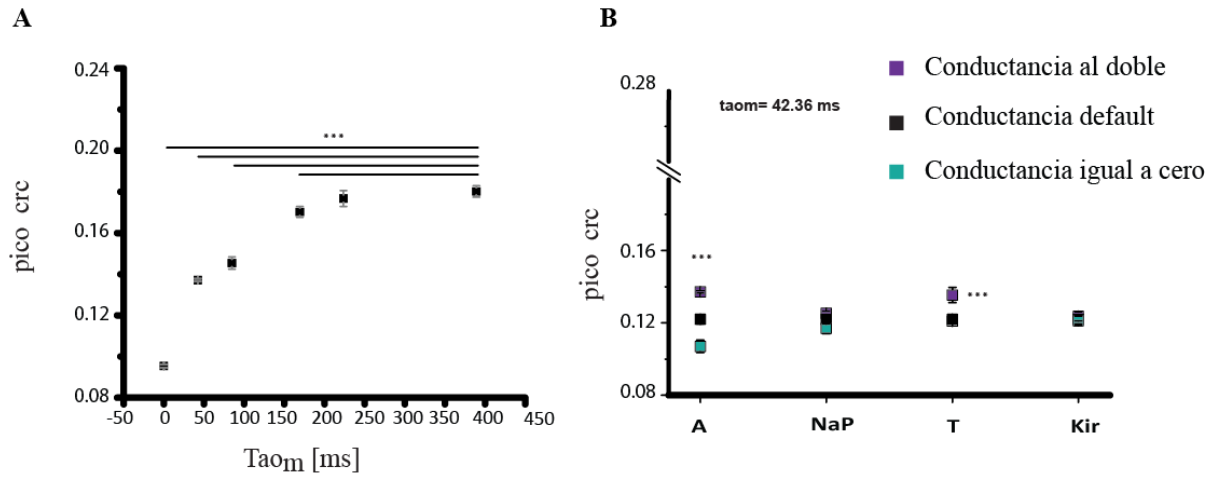 A
0.24
0.20
0.16
0.12
0.08
pico crc
***
-50 0 50 100 150 200 250 300 350 400 450
Taom [ms]
B
Conductancia al doble
Conductancia default
Conductancia igual a cero
taom= 42.36 ms
0.28
0.16
0.12
0.08
pico crc
***
***
A NaP T Kir